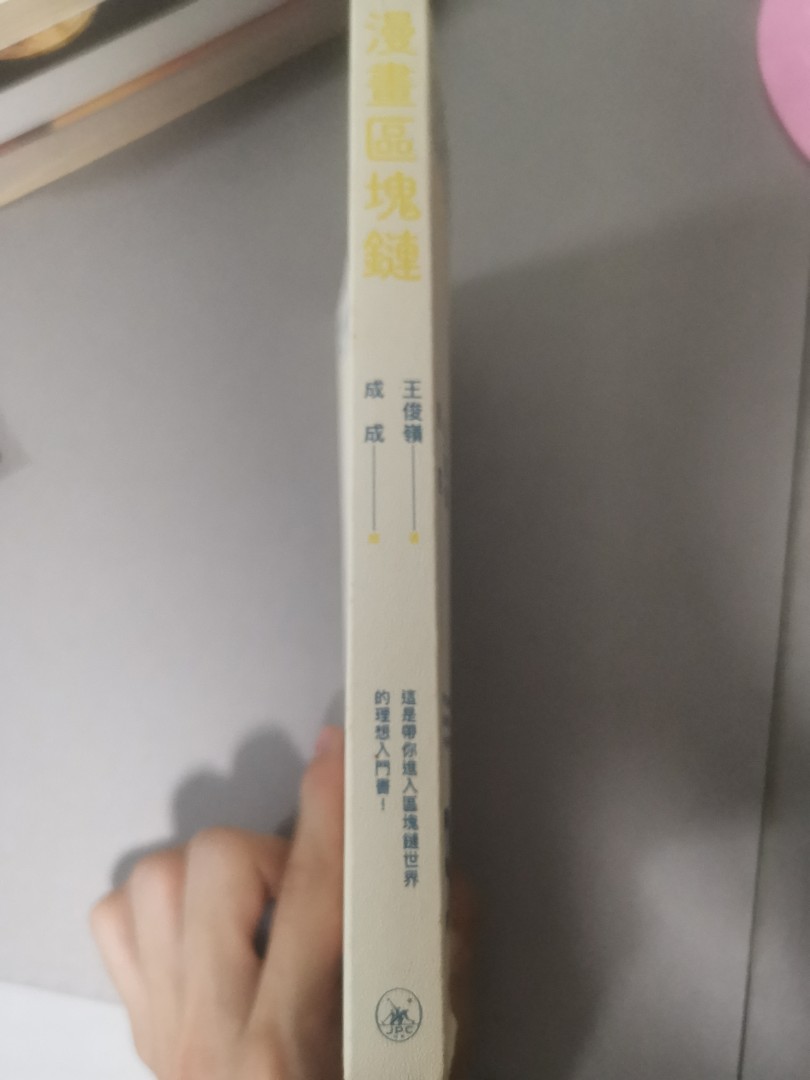 漫畫區塊鏈
王俊嶺
成成
這是帶你進入區塊鏈世界
的理想入門書！
JPC